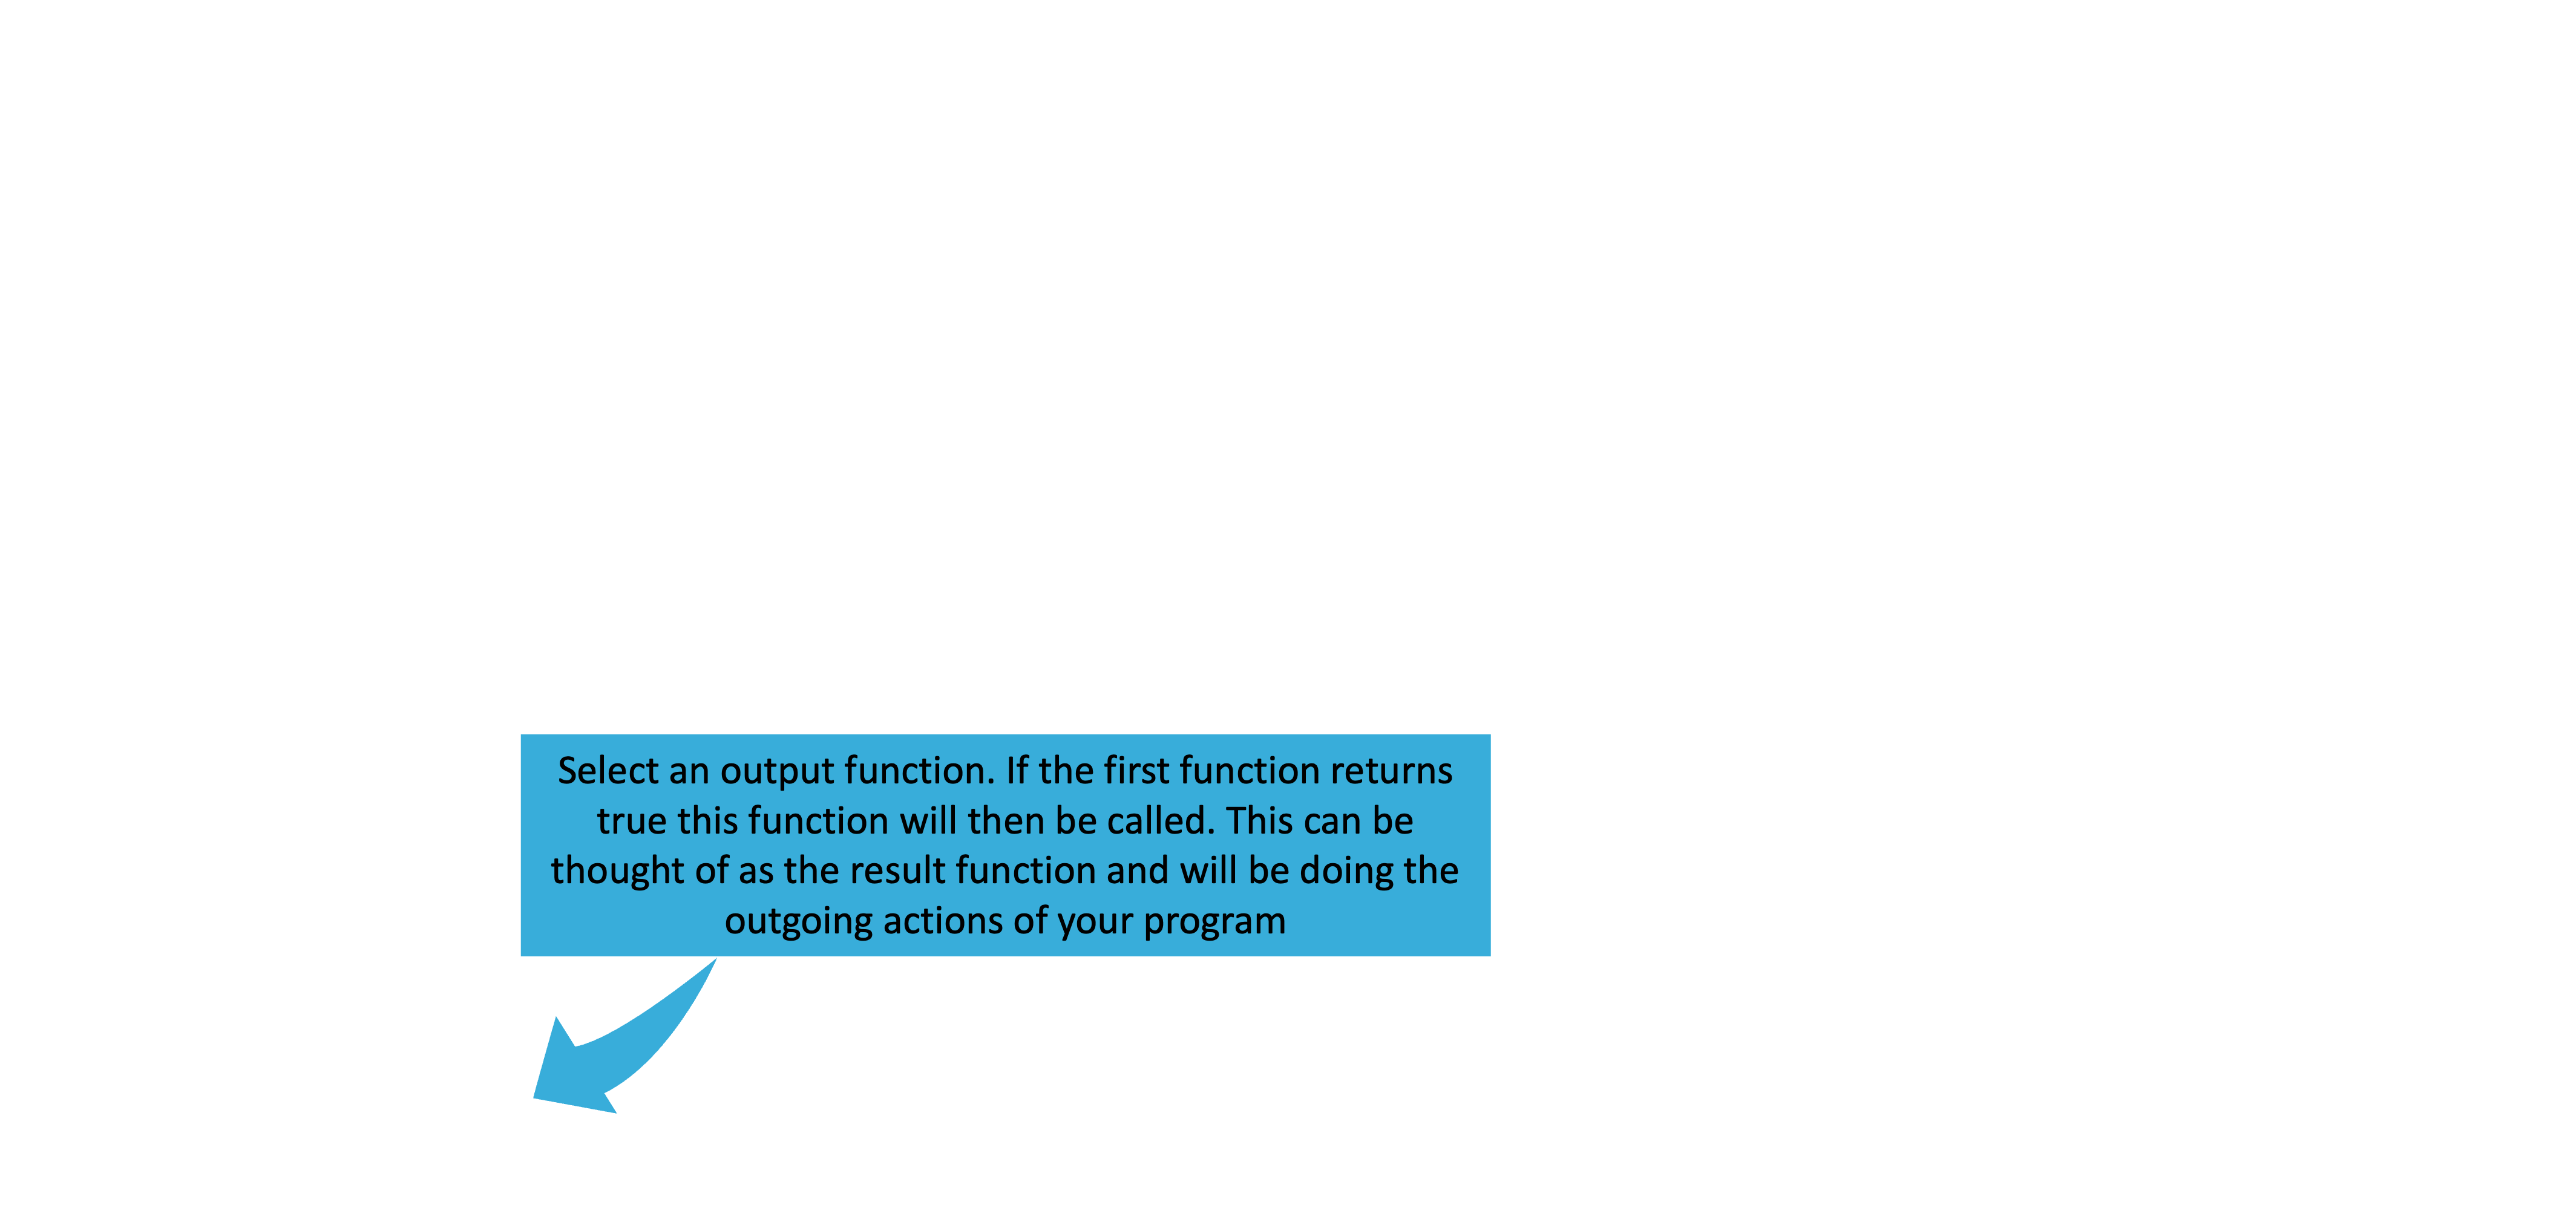 Select an output function. If the first function returns
true this function will then be called. This can be
thought of as the result function and will be doing the
outgoing actions of your program